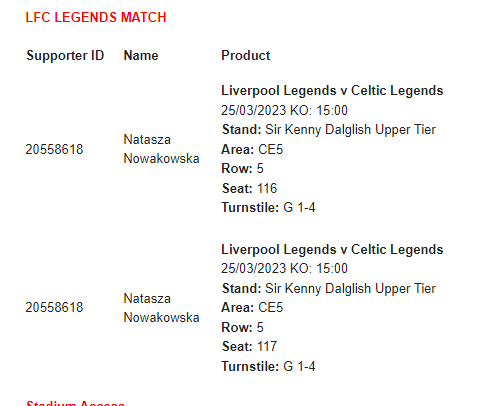 LFC LEGENDS MATCH
Supporter ID Name Product
Liverpool Legends v Celtic Legends
25/03/2023 KO: 15:00
Stand: Sir Kenny Dalglish Upper Tier
20558618 Natasza Nowakowska Area: CE5
Row: 5
Seat: 116
Turnstile: G 1-4
Liverpool Legends v Celtic Legends
25/03/2023 KO: 15:00
Stand: Sir Kenny Dalglish Upper Tier
20558618 Natasza Nowakowska Area: CE5
Row: 5
Seat: 117
Turnstile: G 1-4
Stadium Access